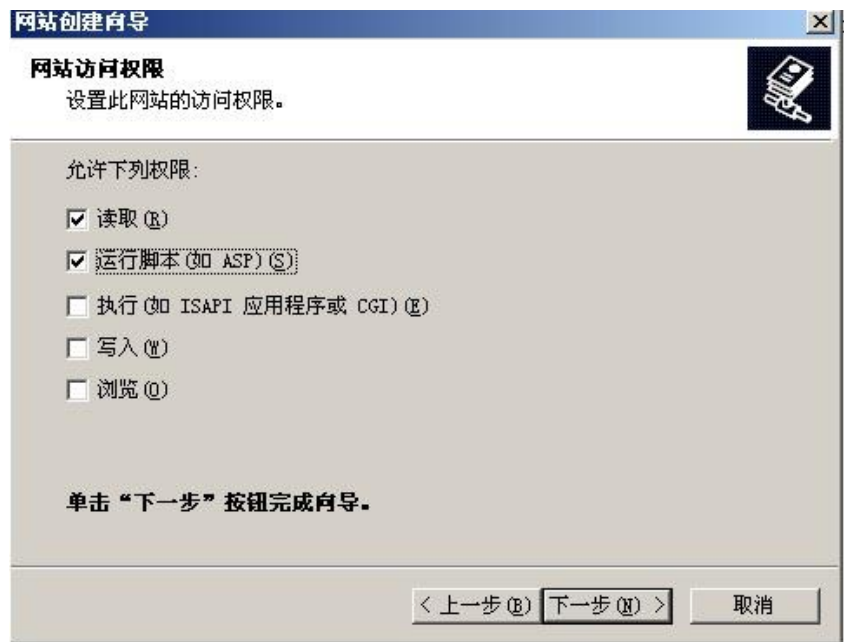 网站创建向导
网站访问权限
设置此网站的访问权限。
允许下列权限:
读取(R)
运行脚本(如 ASP)(S)
执行(如 ISAPI 应用程序或 CGI)(E)
写入(W)
浏览(O)
单击“下一步”按钮完成向导。
< 上一步(B) 下一步(N) > 取消